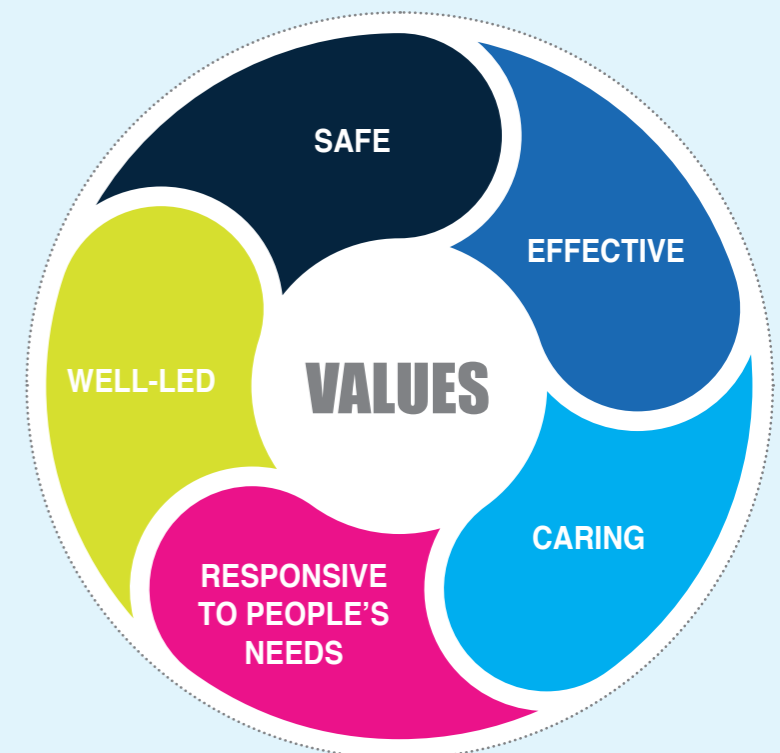 SAFE
EFFECTIVE
VALUES
WELL-LED
CARING
RESPONSIVE
TO PEOPLE'S
NEEDS